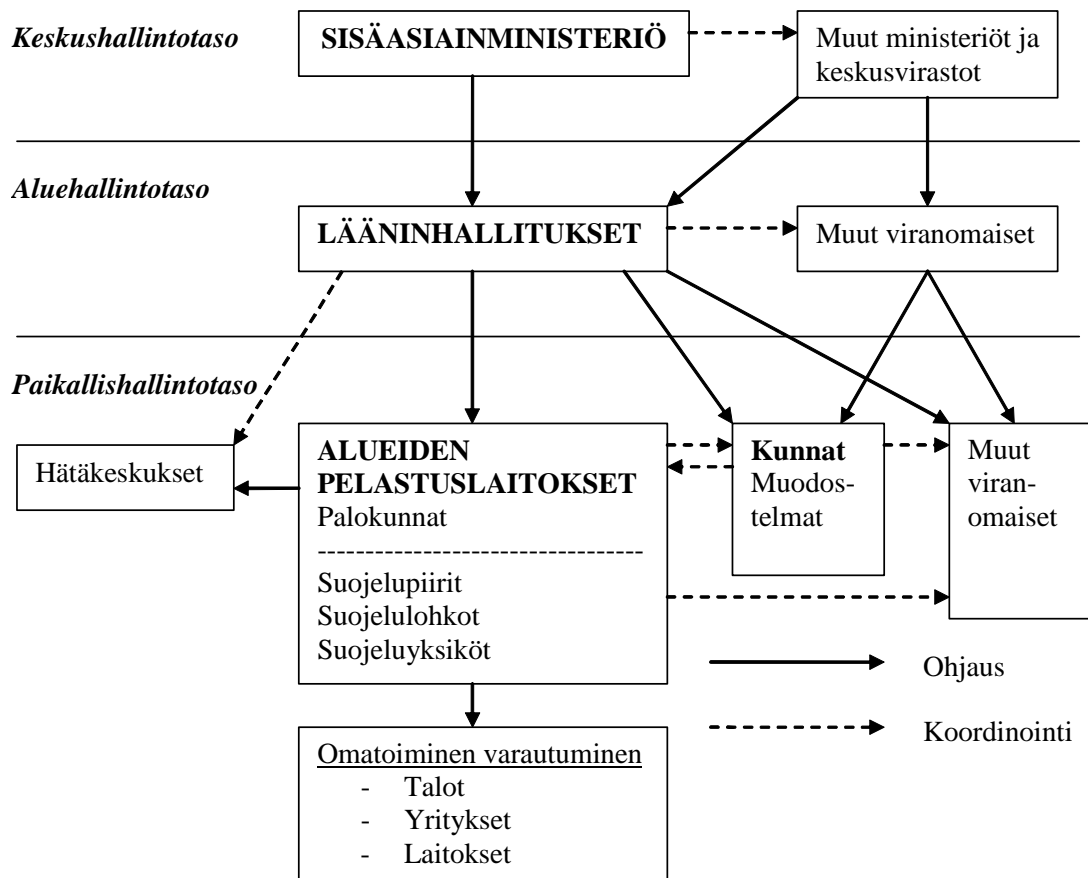 Keskushallintotaso
SISÄASIAINMINISTERIÖ
Muut ministeriöt ja
keskusvirastot
Aluehallintotaso
LÄÄNINHALLITUKSET
Muut viranomaiset
Paikallishallintotaso
Hätäkeskukset
ALUEIDEN
PELASTUSLAITOKSET
Palokunnat
----------------------------------
Suojelupiirit
Suojelulohkot
Suojeluyksiköt
Kunnat
Muodos-
telmat
Muut
viran-
omaiset
Ohjaus
Koordinointi
Omatoiminen varautuminen
- Talot
- Yritykset
- Laitokset